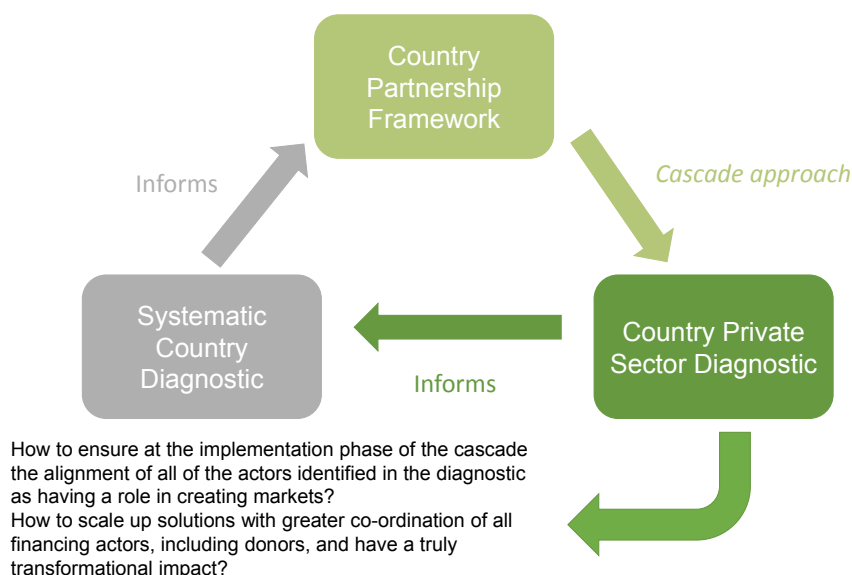 Country
Partnership
Framework
Informs
Cascade approach
Systematic
Country
Diagnostic
Informs
Country Private
Sector Diagnostic
How to ensure at the implementation phase of the cascade
the alignment of all of the actors identified in the diagnostic
as having a role in creating markets?
How to scale up solutions with greater co-ordination of all
financing actors, including donors, and have a truly
transformational impact?